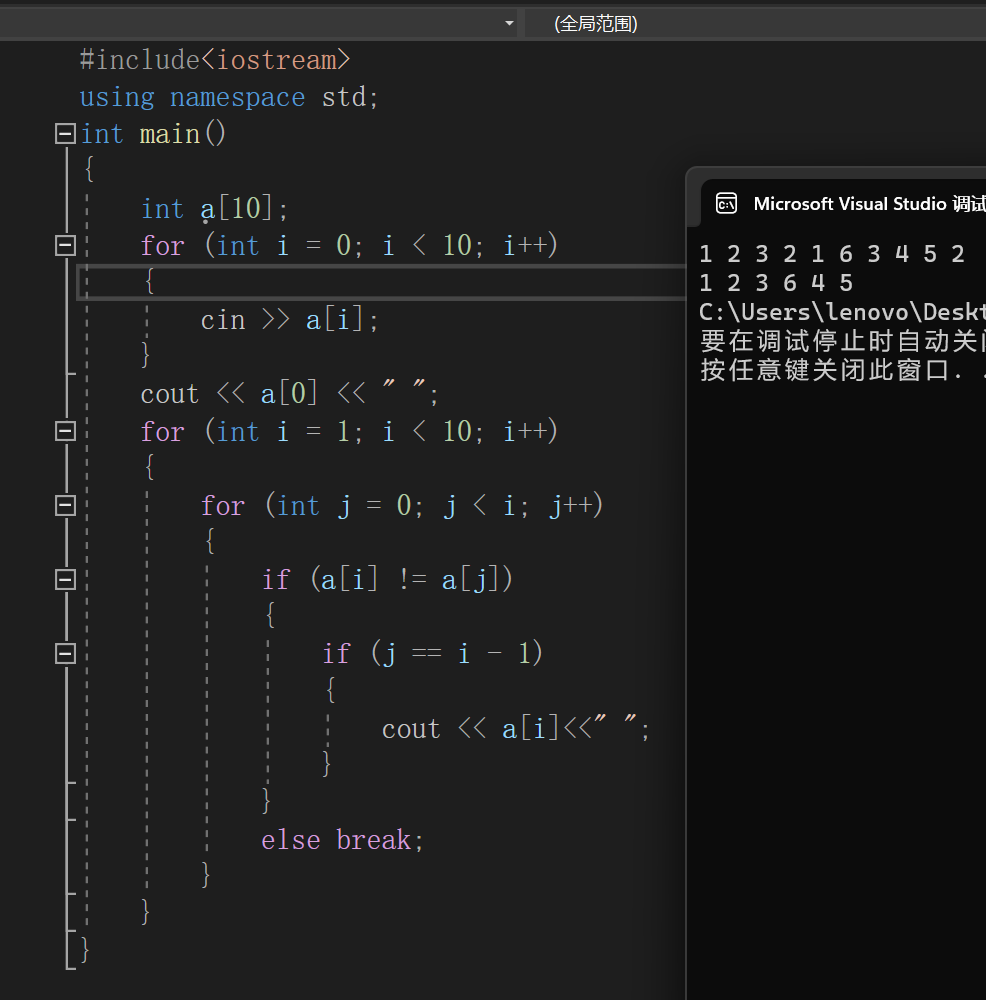 (全局范围)
#include<iostream>
using namespace std;
int main()
{
int a[10];
for (int i = 0; i < 10; i++)
{
cin >> a[i];
}
cout << a[0] << " ";
for (int i = 1; i < 10; i++)
{
for (int j = 0; j < i; j++)
{
if (a[i] != a[j])
{
if (j == i - 1)
{
cout << a[i]<<" ";
}
}
else break;
}
}
}
Microsoft Visual Studio 调试
1 2 3 2 1 6 3 4 5 2
1 2 3 6 4 5
C:\Users\lenovo\Deskt
要在调试停止时自动关闭
按任意键关闭此窗口. .